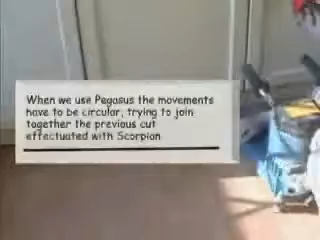 When we use Pegasus the movements
have to be circular, trying to join
together the previous cut
effectuated with Scorpion